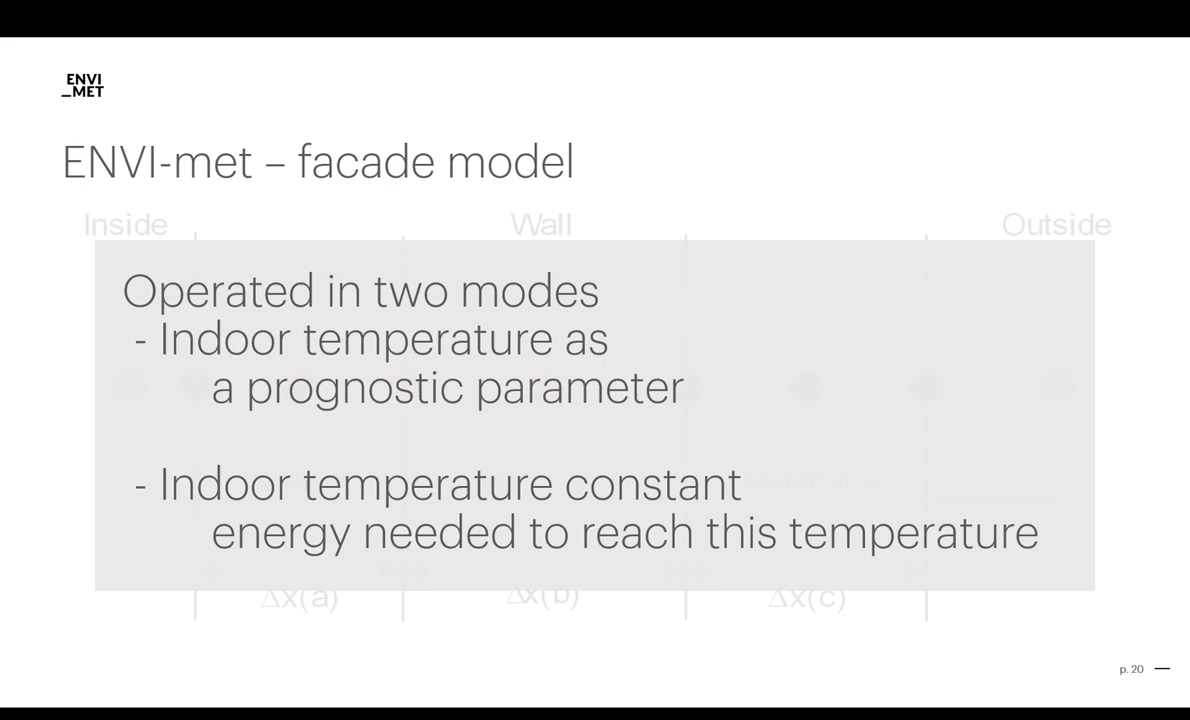 ENVI
_MET
ENVI-met – facade model
Inside Wall Outside
Operated in two modes
- Indoor temperature as
a prognostic parameter
- Indoor temperature constant
energy needed to reach this temperature
Δx(a) Δx(b) Δx(c)
p. 20